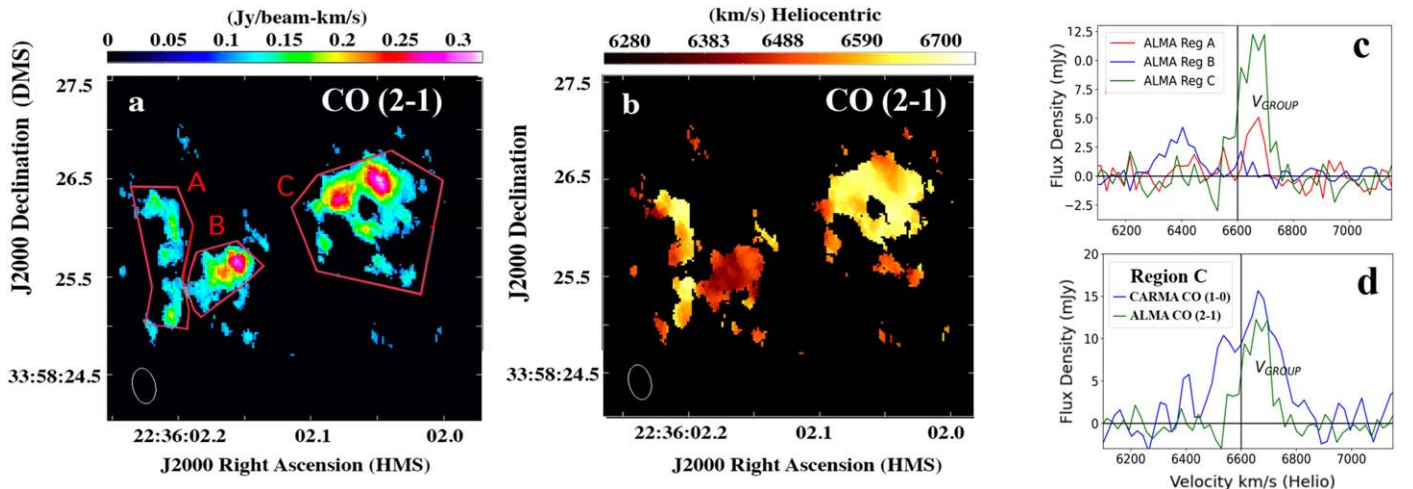 (Jy/beam-km/s)
0 0.05 0.1 0.15 0.2 0.25 0.3
a
CO (2-1)
A
B
C
27.5
26.5
25.5
33:58:24.5
J2000 Declination (DMS)
22:36:02.2 02.1 02.0
J2000 Right Ascension (HMS)
(km/s) Heliocentric
6280 6383 6488 6590 6700
b
CO (2-1)
27.5
26.5
25.5
33:58:24.5
J2000 Declination
22:36:02.2 02.1 02.0
J2000 Right Ascension (HMS)
c
ALMA Reg A
ALMA Reg B
ALMA Reg C
VGROUP
12.5
0.0
7.5
5.0
2.5
0.0
−2.5
Flux Density (mJy)
6200 6400 6600 6800 7000
d
Region C
CARMA CO (1-0)
ALMA CO (2-1)
VGROUP
20
15
10
5
0
Flux Density (mJy)
6200 6400 6600 6800 7000
Velocity km/s (Helio)